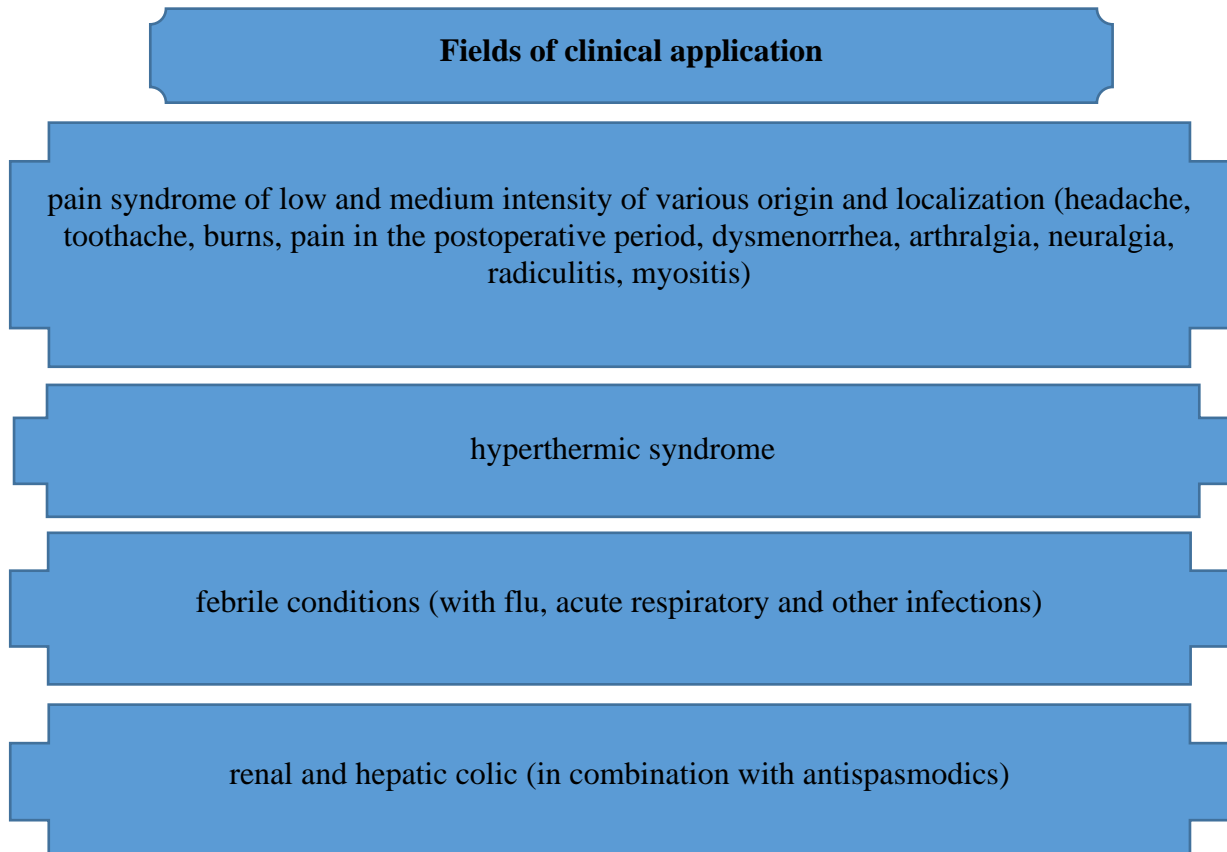 Fields of clinical application
pain syndrome of low and medium intensity of various origin and localization (headache,
toothache, burns, pain in the postoperative period, dysmenorrhea, arthralgia, neuralgia,
radiculitis, myositis)
hyperthermic syndrome
febrile conditions (with flu, acute respiratory and other infections)
renal and hepatic colic (in combination with antispasmodics)